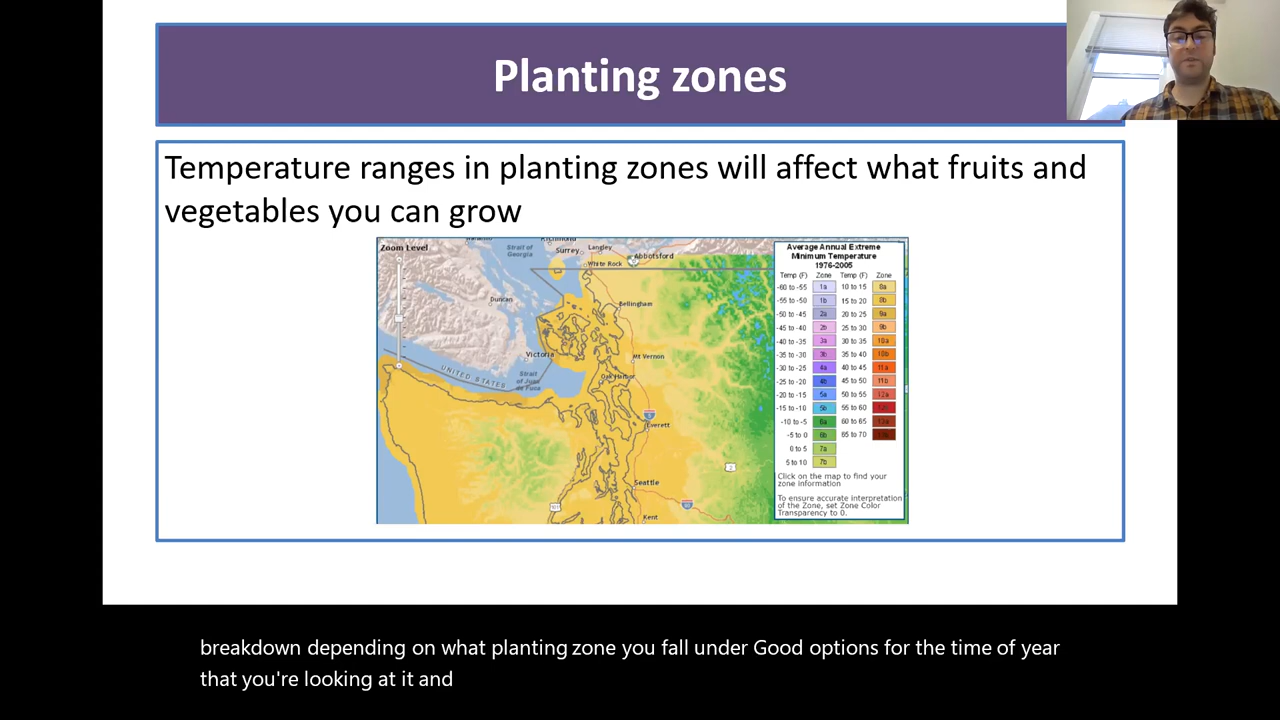 Planting zones
Temperature ranges in planting zones will affect what fruits and
vegetables you can grow
Zoom Level
Strait of
Georgia
Surrey
Langley
Abbotsford
White Rock
Duncan
Bellingham
Victoria
Mt Vernon
UNITED STATES
Strait
of Juan
de Fuca
Oak Harbor
5
Everett
2
Seattle
101
90
Kent
Average Annual Extreme
Minimum Temperature
1976-2005
Temp (F) Zone Temp (F) Zone
-60 to -55 1a 10 to 15 8a
-55 to -50 1b 15 to 20 8b
-50 to -45 2a 20 to 25 9a
-45 to -40 2b 25 to 30 9b
-40 to -35 3a 30 to 35 10a
-35 to -30 3b 35 to 40 10b
-30 to -25 4a 40 to 45 11a
-25 to -20 4b 45 to 50 11b
-20 to -15 5a 50 to 55 12a
-15 to -10 5b 55 to 60
-10 to -5 6a 60 to 65 13a
-5 to 0 6b 65 to 70
0 to 5 7a
5 to 10 7b
Click on the map to find your
zone information
To ensure accurate interpretation
of the Zone, set Zone Color
Transparency to 0.
breakdown depending on what planting zone you fall under Good options for the time of year
that you're looking at it and